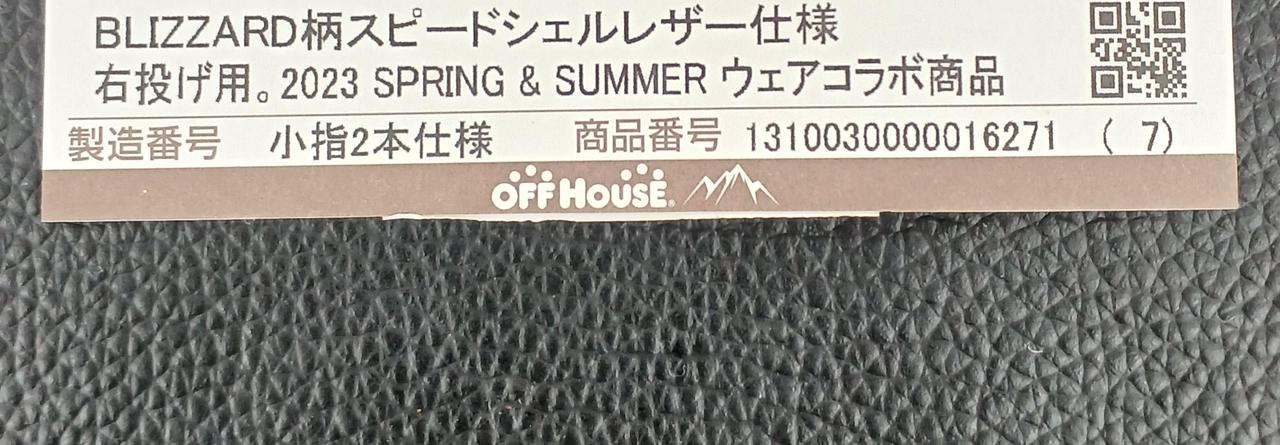 BLIZZARD柄スピードシェルレザー仕様
右投げ用。2023 SPRING & SUMMER ウェアコラボ商品
製造番号 小指2本仕様 商品番号 1310030000016271 ( 7)
OFF HOUSE®